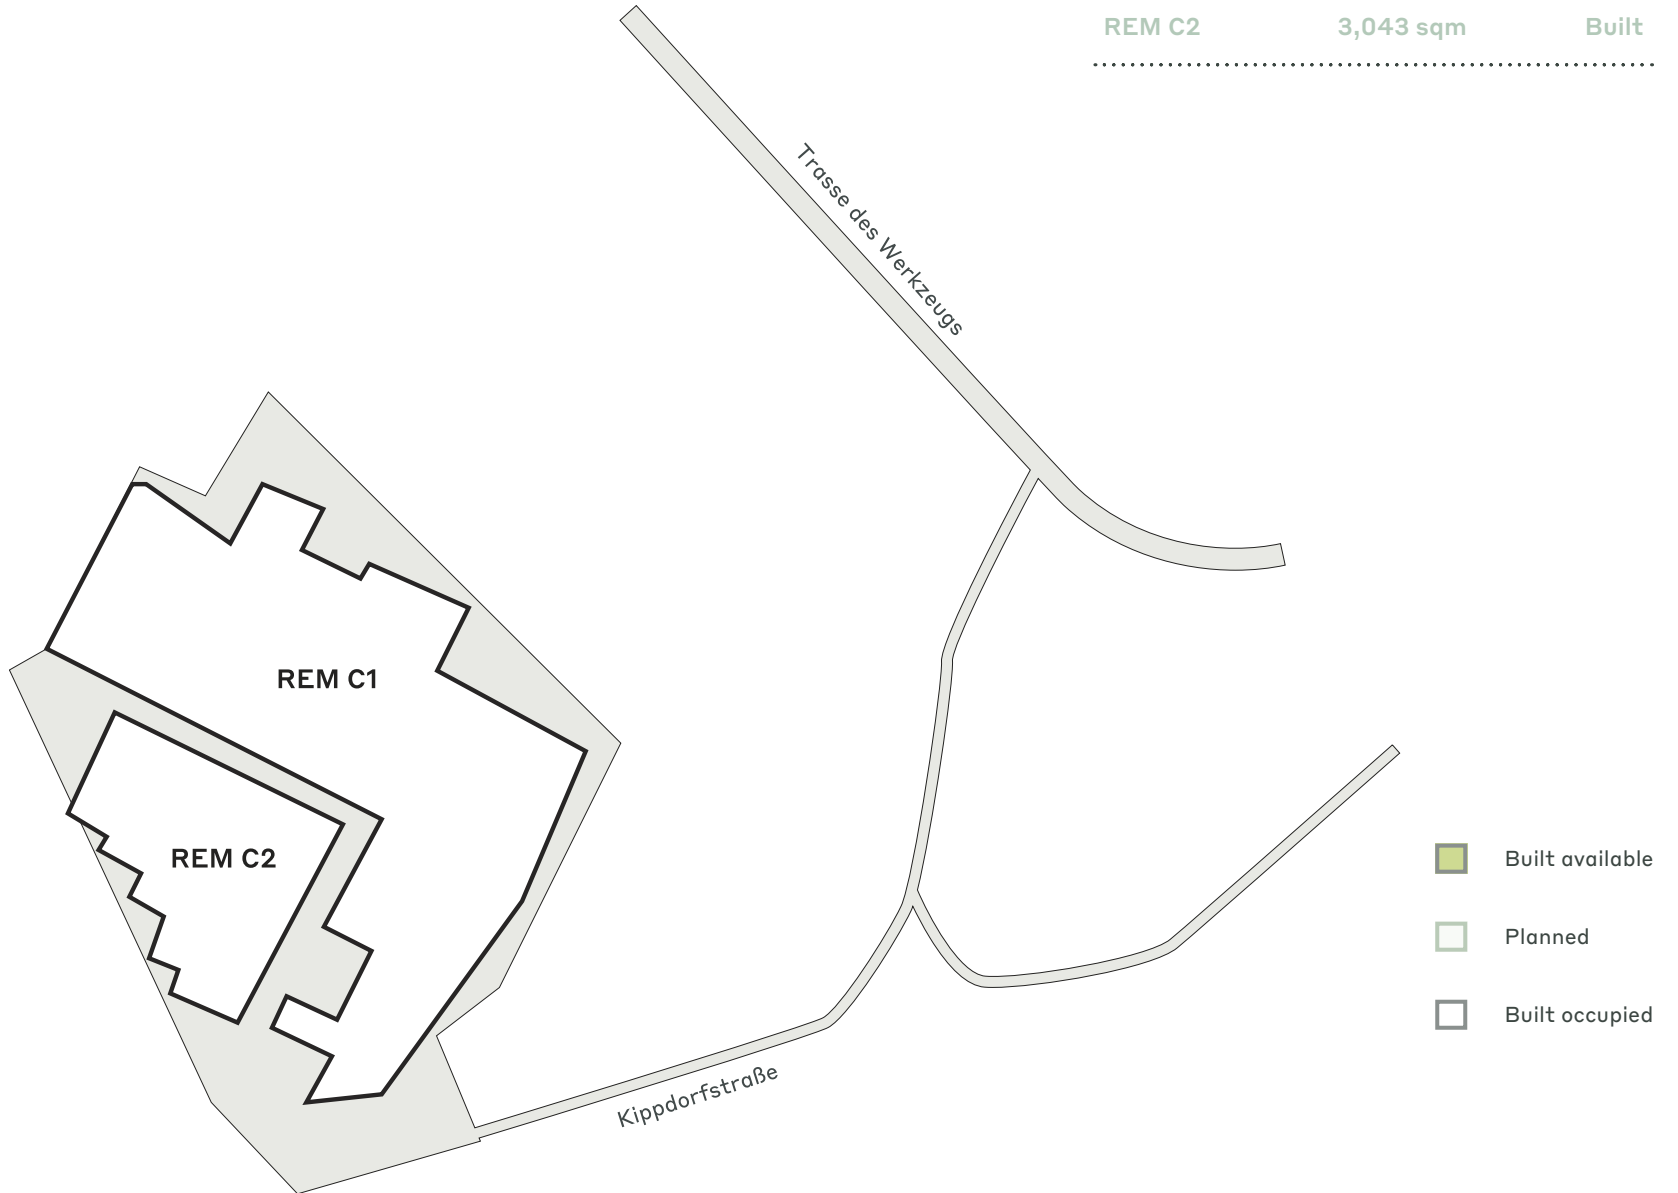 REM C2 3,043 sqm Built
Trasse des Werkzeugs
REM C1
REM C2
Built available
Planned
Built occupied
Kippdorfstraße